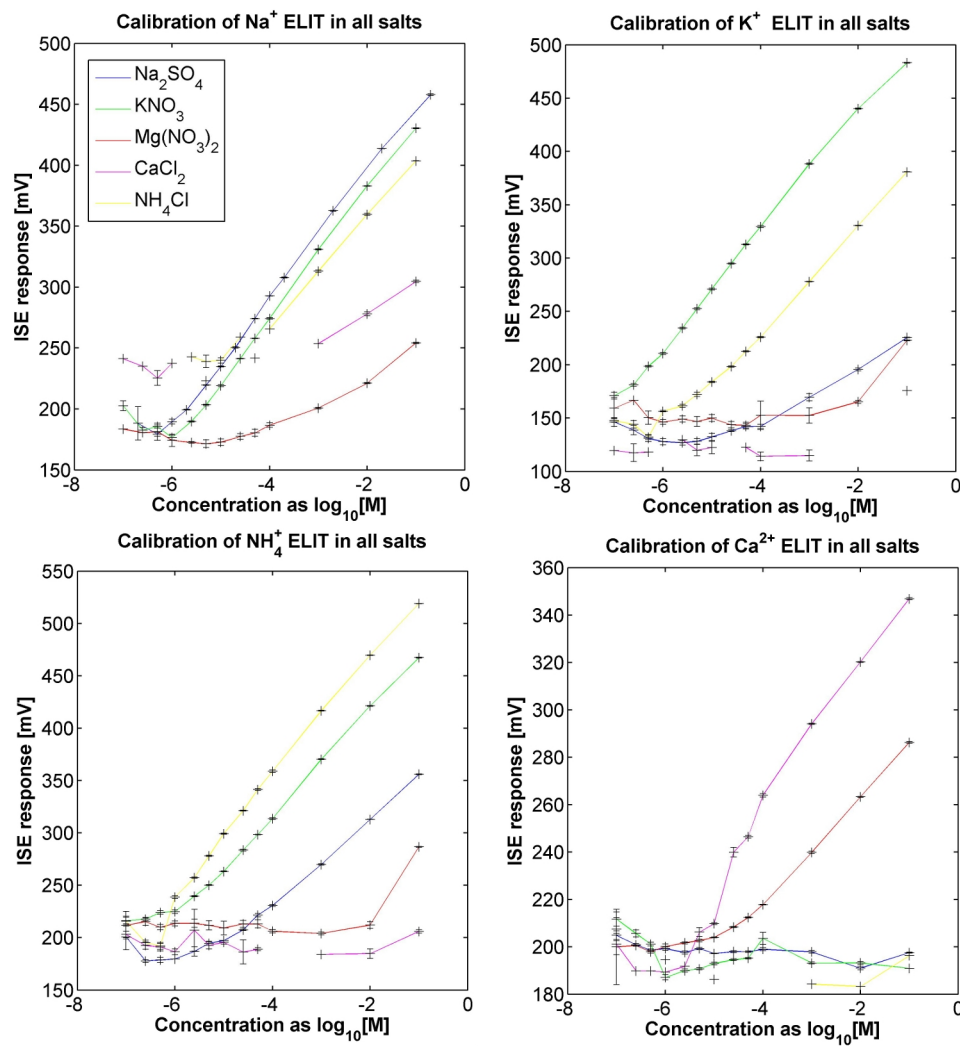 Calibration of Na⁺ ELIT in all salts
ISE response [mV]
500
450
400
350
300
250
200
150
Na₂SO₄
KNO₃
Mg(NO₃)₂
CaCl₂
NH₄Cl
-8 -6 -4 -2 0
Concentration as log₁₀[M]
Calibration of K⁺ ELIT in all salts
ISE response [mV]
500
450
400
350
300
250
200
150
100
-8 -6 -4 -2 0
Concentration as log₁₀[M]
Calibration of NH₄⁺ ELIT in all salts
ISE response [mV]
550
500
450
400
350
300
250
200
150
-8 -6 -4 -2 0
Concentration as log₁₀[M]
Calibration of Ca²⁺ ELIT in all salts
ISE response [mV]
360
340
320
300
280
260
240
220
200
180
-8 -6 -4 -2 0
Concentration as log₁₀[M]